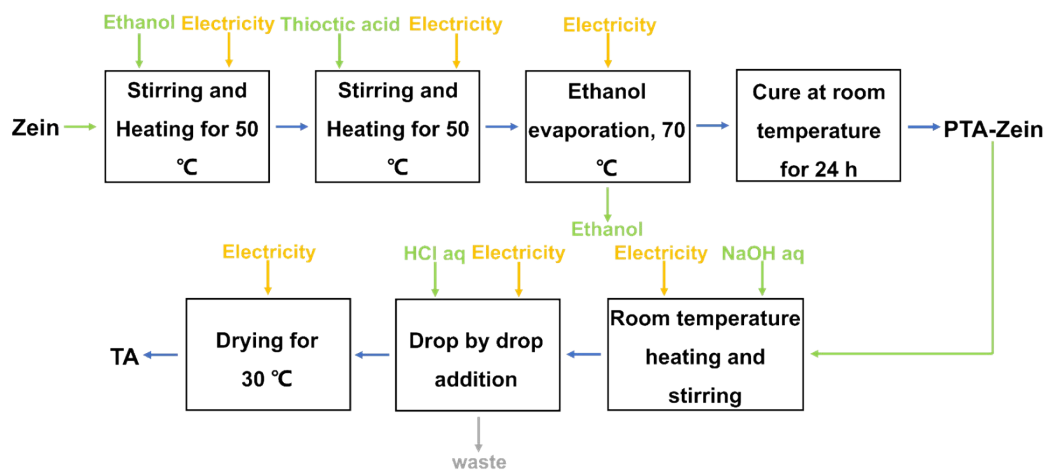 Ethanol Electricity Thioctic acid Electricity Electricity
Zein
Stirring and
Heating for 50
℃
Stirring and
Heating for 50
℃
Ethanol
evaporation, 70
℃
Cure at room
temperature
for 24 h
PTA-Zein
Ethanol
Electricity HCl aq Electricity Electricity NaOH aq
TA
Drying for
30 ℃
Drop by drop
addition
Room temperature
heating and
stirring
waste